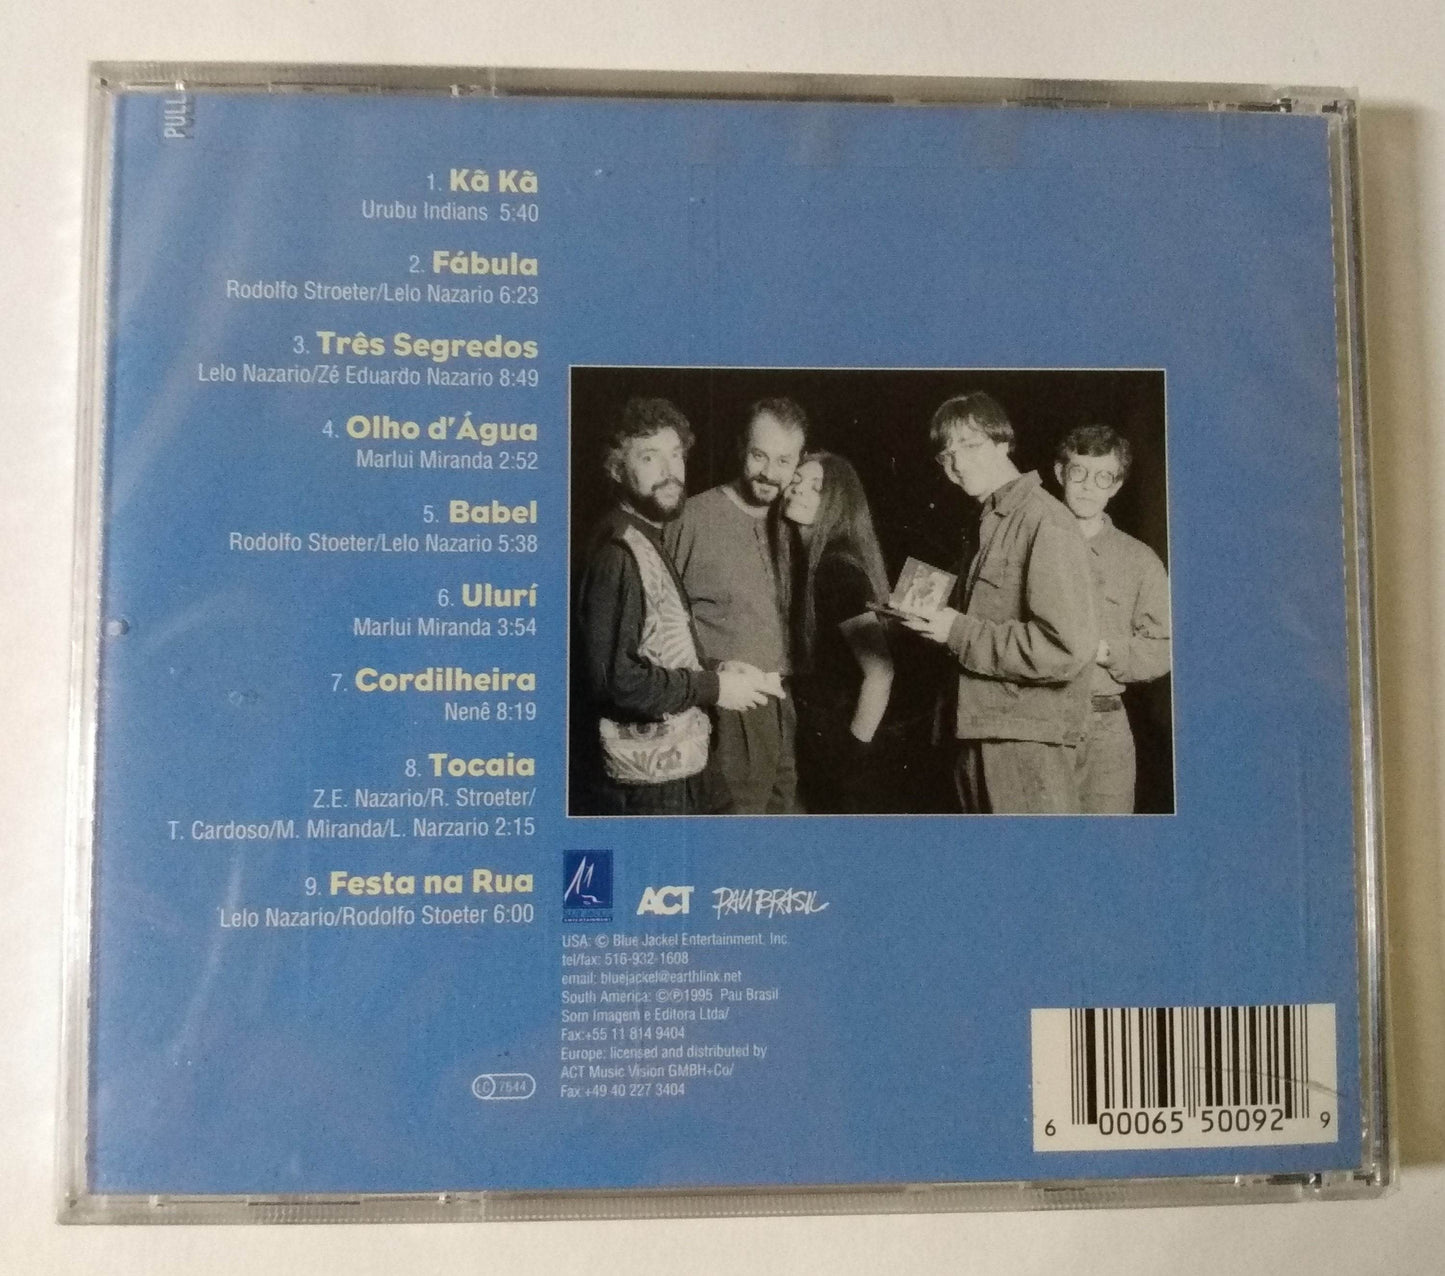 PULL
1. Kã Kã
Urubu Indians 5:40
2. Fábula
Rodolfo Stroeter/Lelo Nazario 6:23
3. Três Segredos
Lelo Nazario/Zé Eduardo Nazario 8:49
4. Olho d'Água
Marlui Miranda 2:52
5. Babel
Rodolfo Stoeter/Lelo Nazario 5:38
6. Ulurí
Marlui Miranda 3:54
7. Cordilheira
Nenê 8:19
8. Tocaia
Z.E. Nazario/R. Stroeter/
T. Cardoso/M. Miranda/L. Narzario 2:15
9. Festa na Rua
Lelo Nazario/Rodolfo Stoeter 6:00
ENTERTAINMENT
ACT
PAU BRASIL
USA: © Blue Jackel Entertainment, Inc.
tel/fax: 516-932-1608
email: bluejackel@earthlink.net
South America: ©℗1995 Pau Brasil
Som Imagem e Editora Ltda/
Fax:+55 11 814 9404
Europe: licensed and distributed by
ACT Music Vision GMBH+Co/
Fax:+49 40 227 3404
LC 7644
6 00065 50092 9